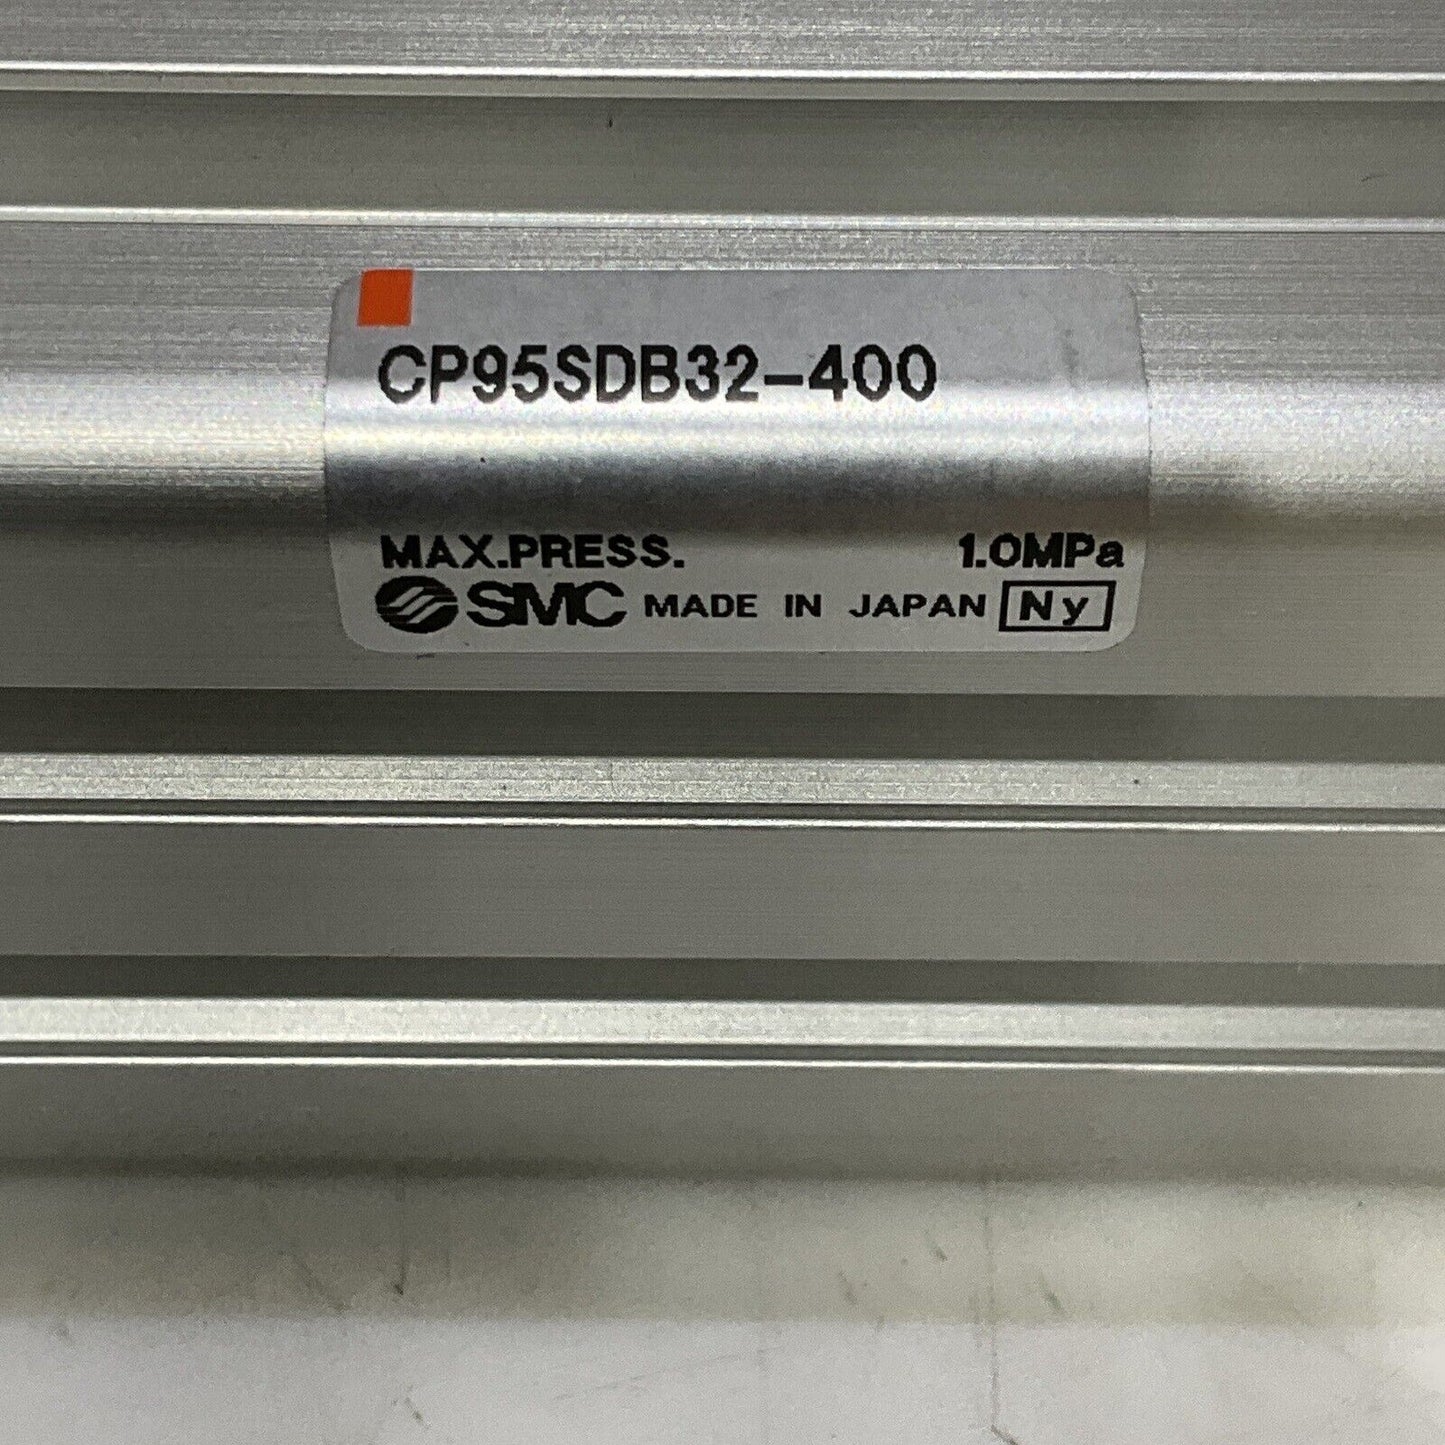 CP95SDB32-400
MAX.PRESS. 1.0MPa
SMC MADE IN JAPAN Ny